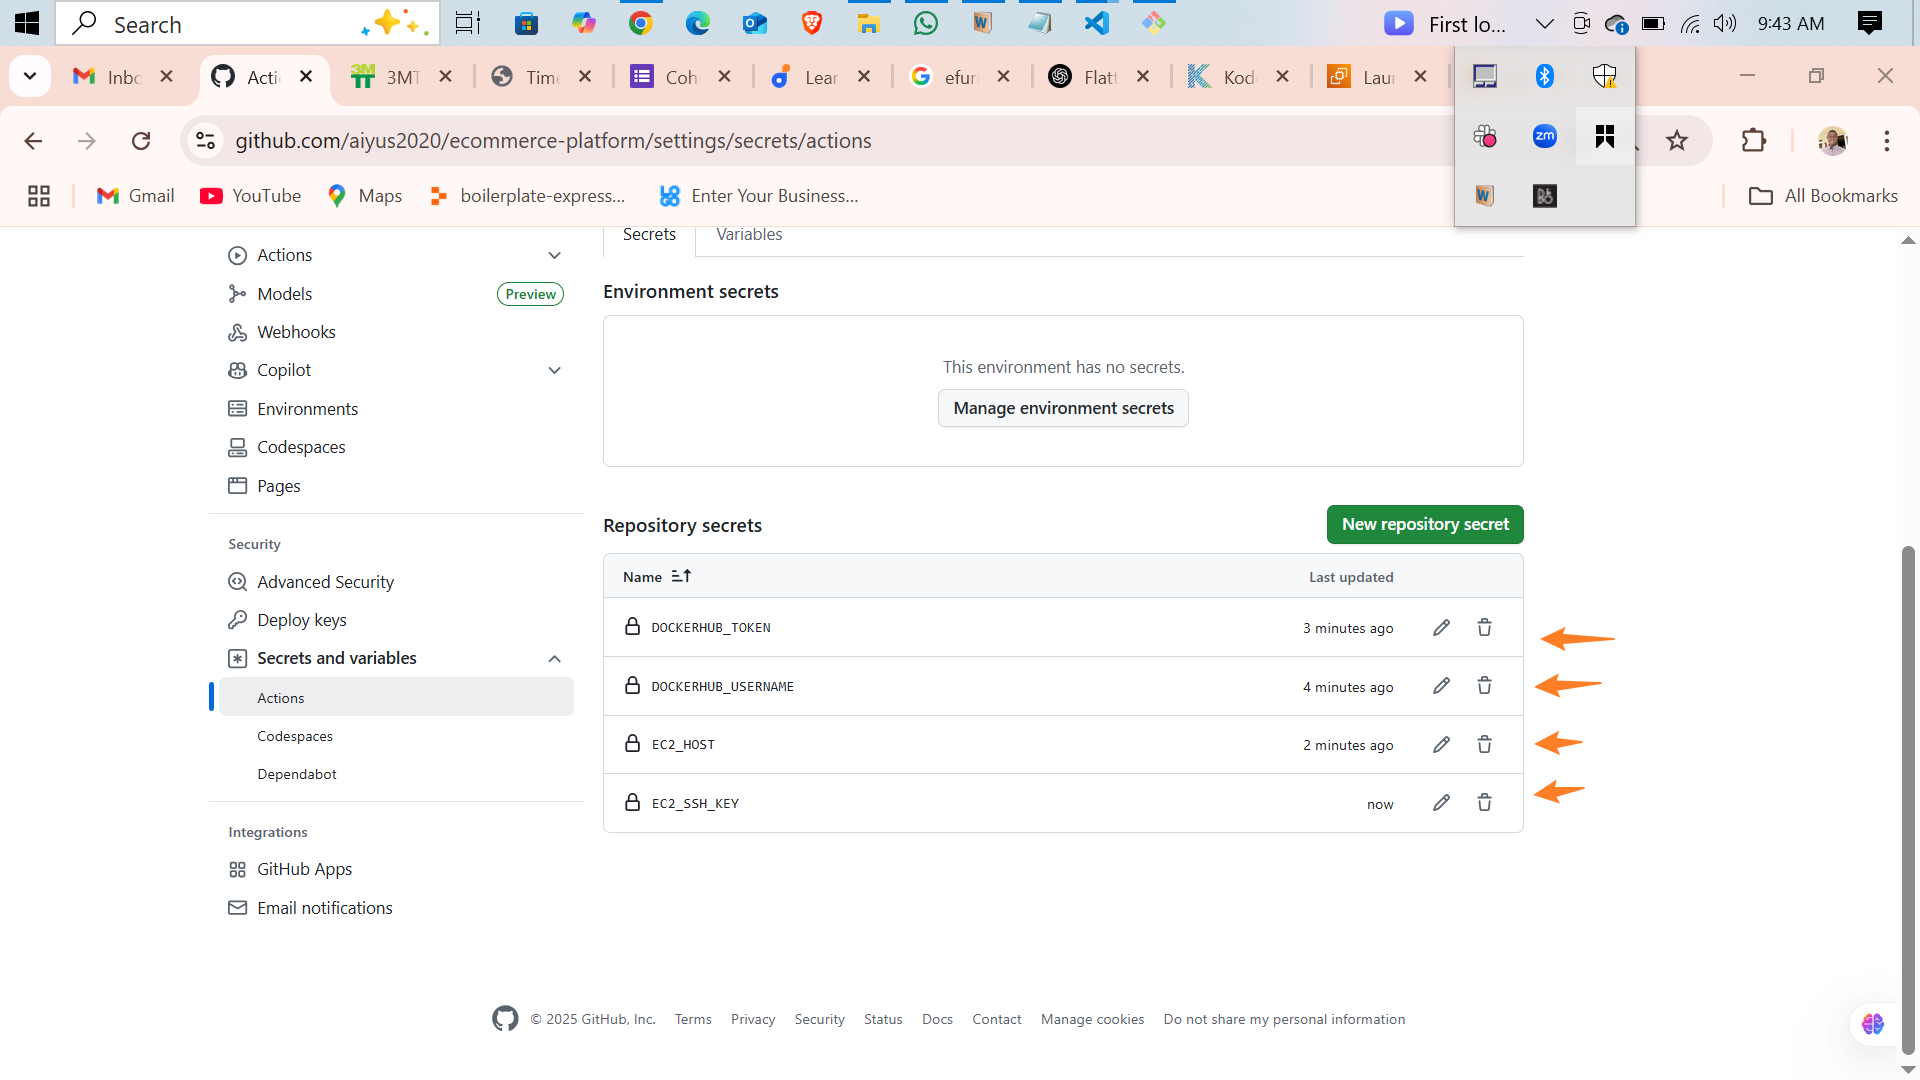 Search
First lo...
9:43 AM
Inbo
Actio
3MT
Time
Coh
Lear
efur
Flatt
Kod
Lau
github.com/aiyus2020/ecommerce-platform/settings/secrets/actions
zm
Gmail
YouTube
Maps
boilerplate-express...
Enter Your Business...
All Bookmarks
Actions
Models
Preview
Webhooks
Copilot
Environments
Codespaces
Pages
Security
Advanced Security
Deploy keys
Secrets and variables
Actions
Codespaces
Dependabot
Integrations
GitHub Apps
Email notifications
Secrets
Variables
Environment secrets
This environment has no secrets.
Manage environment secrets
Repository secrets
New repository secret
Name
Last updated
DOCKERHUB_TOKEN
3 minutes ago
DOCKERHUB_USERNAME
4 minutes ago
EC2_HOST
2 minutes ago
EC2_SSH_KEY
now
© 2025 GitHub, Inc.
Terms
Privacy
Security
Status
Docs
Contact
Manage cookies
Do not share my personal information